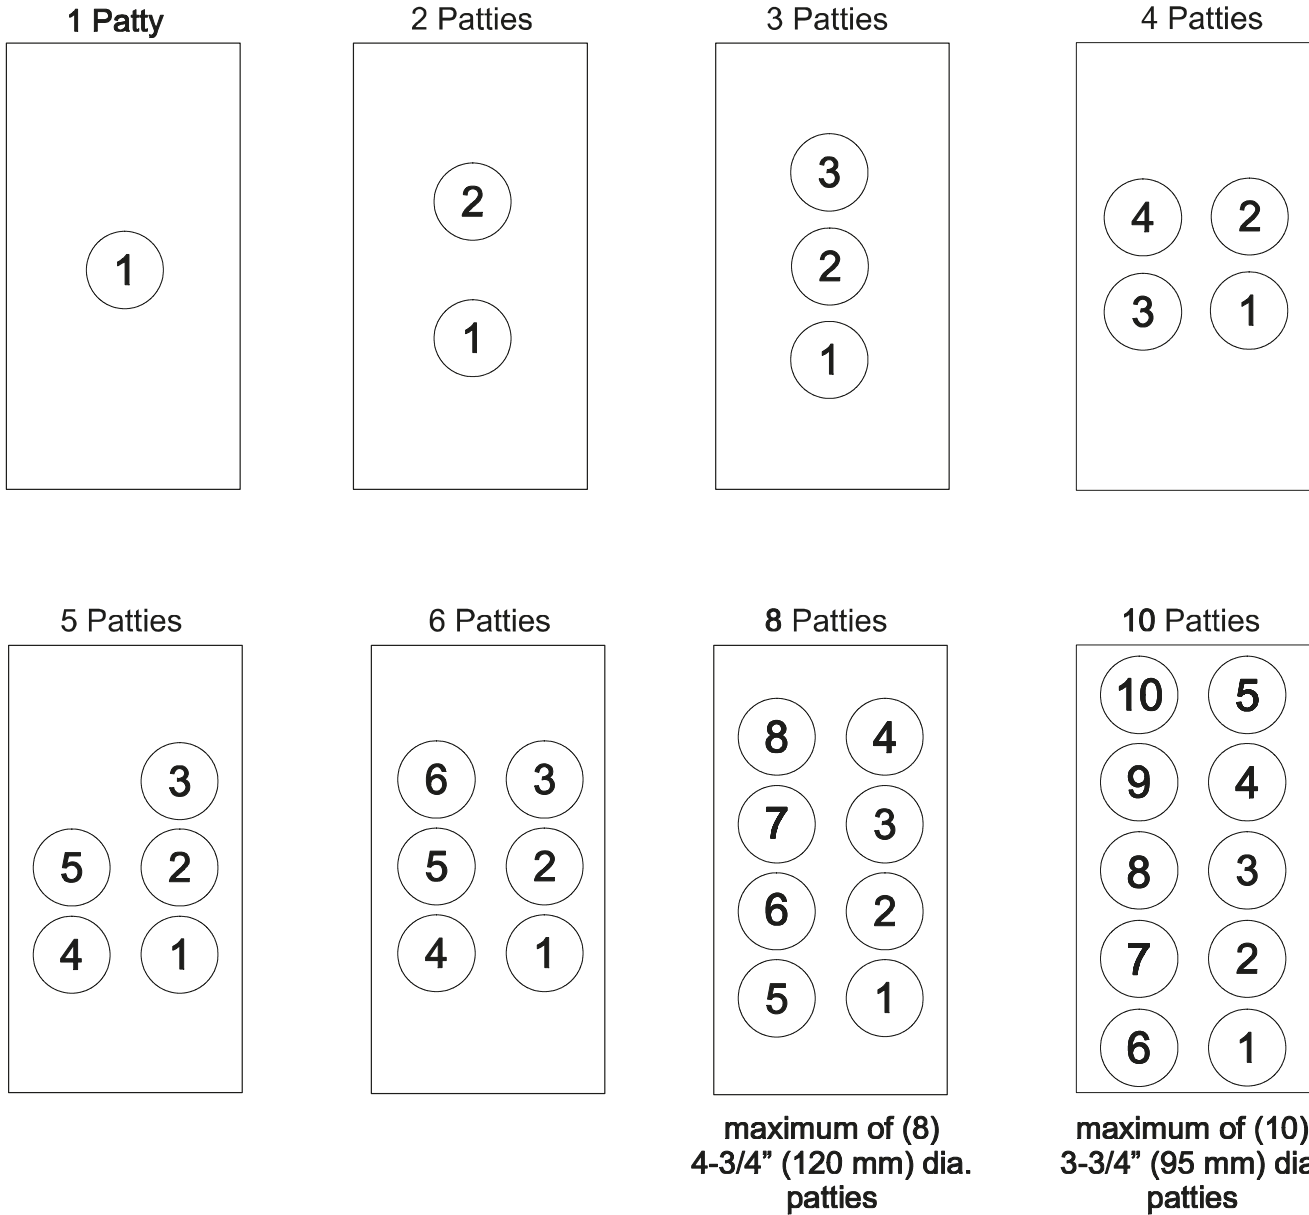 1 Patty
2 Patties
3 Patties
4 Patties
1
2
1
3
2
1
4 2
3 1
5 Patties
6 Patties
8 Patties
10 Patties
3
5 2
4 1
6 3
5 2
4 1
8 4
7 3
6 2
5 1
10 5
9 4
8 3
7 2
6 1
maximum of (8)
4-3/4” (120 mm) dia.
patties
maximum of (10)
3-3/4” (95 mm) dia
patties